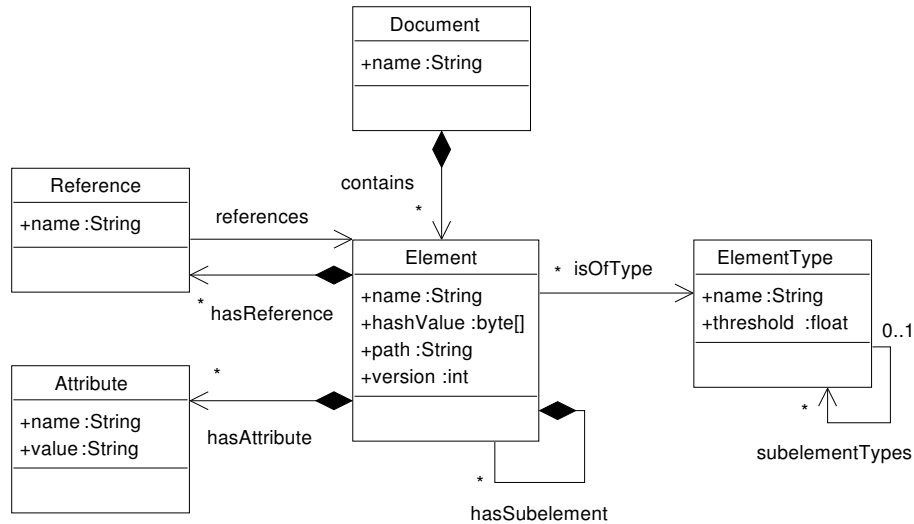 Document
+name :String
contains
*
Reference
+name :String
references
* hasReference
Element
+name :String
+hashValue :byte[]
+path :String
+version :int
* isOfType
ElementType
+name :String
+threshold :float
0..1
*
subelementTypes
Attribute
+name :String
+value :String
*
hasAttribute
*
hasSubelement